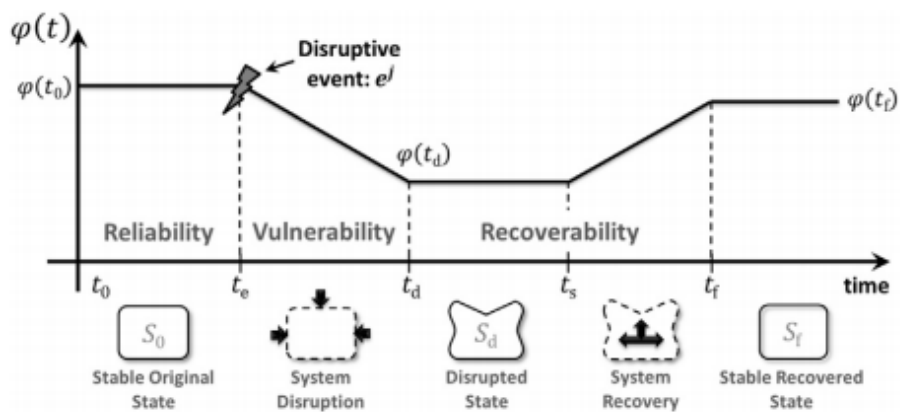 φ(t)
Disruptive
event: eʲ
φ(t₀)
φ(t_f)
φ(t_d)
Reliability Vulnerability Recoverability
t₀ t_e t_d t_s t_f time
S₀ S_d S_f
Stable Original
State
System
Disruption
Disrupted
State
System
Recovery
Stable Recovered
State